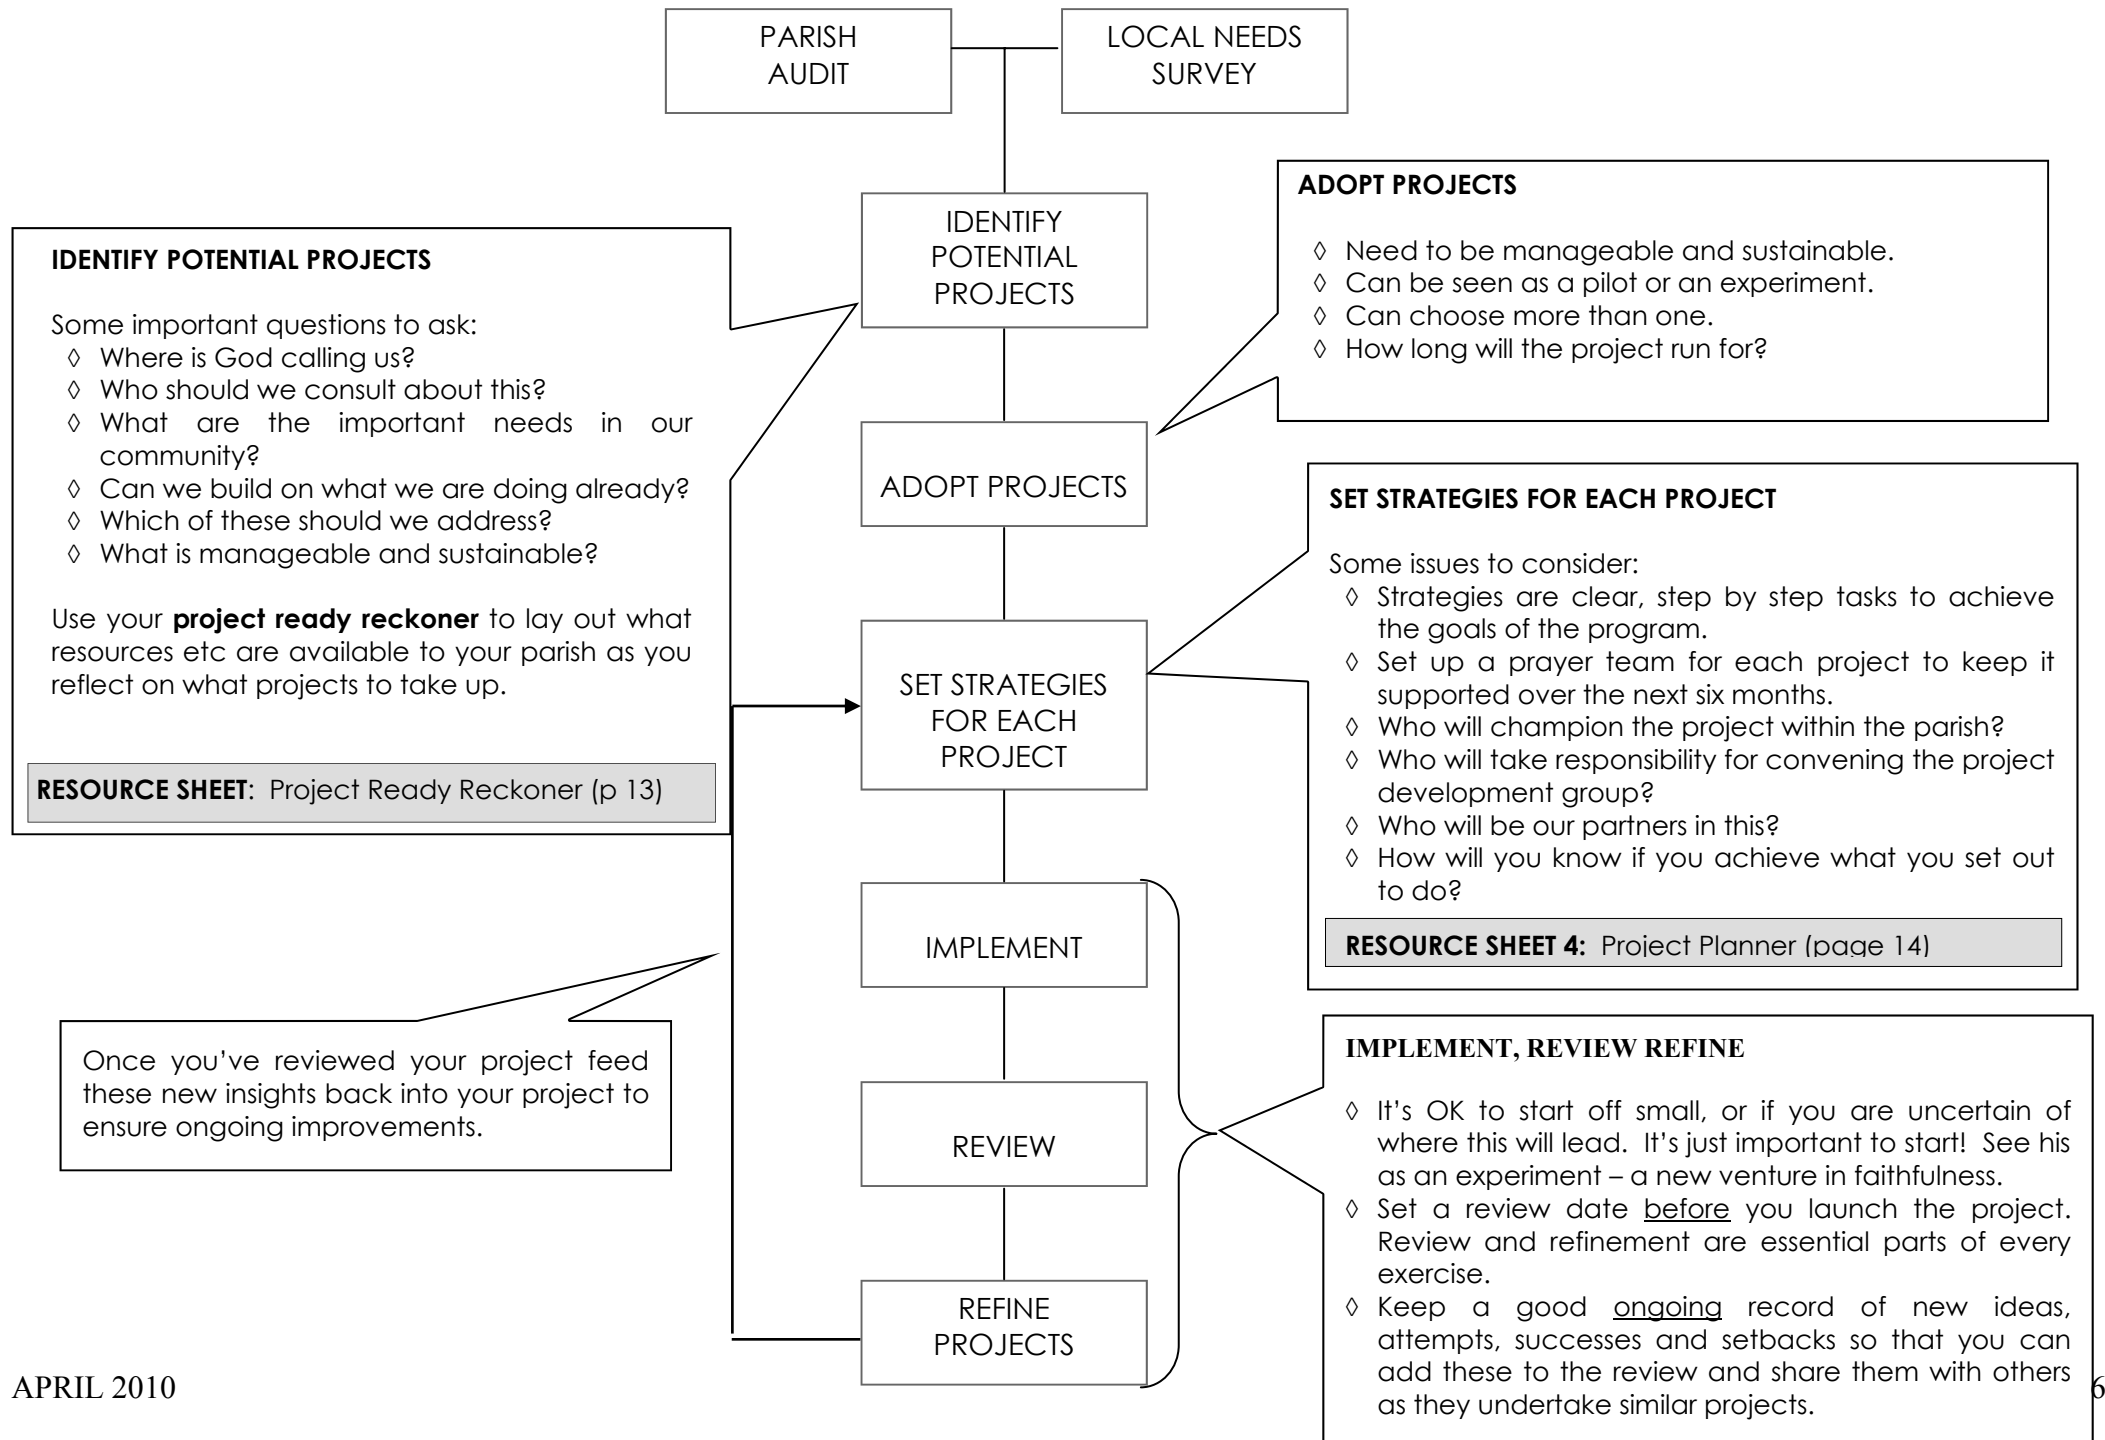 PARISH
AUDIT
LOCAL NEEDS
SURVEY
IDENTIFY
POTENTIAL
PROJECTS
ADOPT PROJECTS
SET STRATEGIES
FOR EACH
PROJECT
IMPLEMENT
REVIEW
REFINE
PROJECTS
IDENTIFY POTENTIAL PROJECTS
Some important questions to ask:
◊ Where is God calling us?
◊ Who should we consult about this?
◊ What are the important needs in our
community?
◊ Can we build on what we are doing already?
◊ Which of these should we address?
◊ What is manageable and sustainable?
Use your project ready reckoner to lay out what
resources etc are available to your parish as you
reflect on what projects to take up.
RESOURCE SHEET: Project Ready Reckoner (p 13)
ADOPT PROJECTS
◊ Need to be manageable and sustainable.
◊ Can be seen as a pilot or an experiment.
◊ Can choose more than one.
◊ How long will the project run for?
SET STRATEGIES FOR EACH PROJECT
Some issues to consider:
◊ Strategies are clear, step by step tasks to achieve
the goals of the program.
◊ Set up a prayer team for each project to keep it
supported over the next six months.
◊ Who will champion the project within the parish?
◊ Who will take responsibility for convening the project
development group?
◊ Who will be our partners in this?
◊ How will you know if you achieve what you set out
to do?
RESOURCE SHEET 4: Project Planner (page 14)
Once you've reviewed your project feed
these new insights back into your project to
ensure ongoing improvements.
IMPLEMENT, REVIEW REFINE
◊ It's OK to start off small, or if you are uncertain of
where this will lead. It's just important to start! See his
as an experiment – a new venture in faithfulness.
◊ Set a review date before you launch the project.
Review and refinement are essential parts of every
exercise.
◊ Keep a good ongoing record of new ideas,
attempts, successes and setbacks so that you can
add these to the review and share them with others
as they undertake similar projects.
APRIL 2010
6